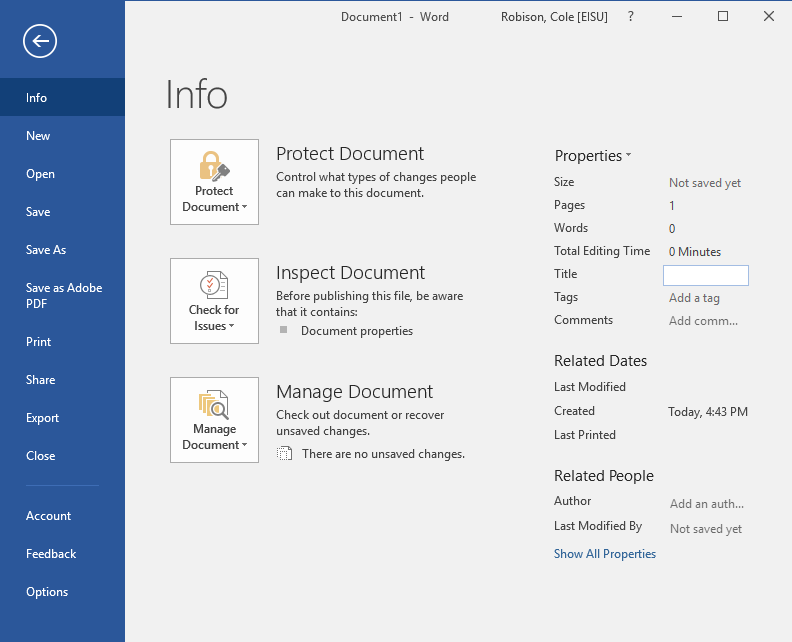 Document1 - Word
Robison, Cole [EISU]
?
Info
New
Open
Save
Save As
Save as Adobe
PDF
Print
Share
Export
Close
Account
Feedback
Options
Info
Protect
Document
Protect Document
Control what types of changes people
can make to this document.
Check for
Issues
Inspect Document
Before publishing this file, be aware
that it contains:
Document properties
Manage
Document
Manage Document
Check out document or recover
unsaved changes.
There are no unsaved changes.
Properties
Size Not saved yet
Pages 1
Words 0
Total Editing Time 0 Minutes
Title
Tags Add a tag
Comments Add comm...
Related Dates
Last Modified
Created Today, 4:43 PM
Last Printed
Related People
Author Add an auth...
Last Modified By Not saved yet
Show All Properties